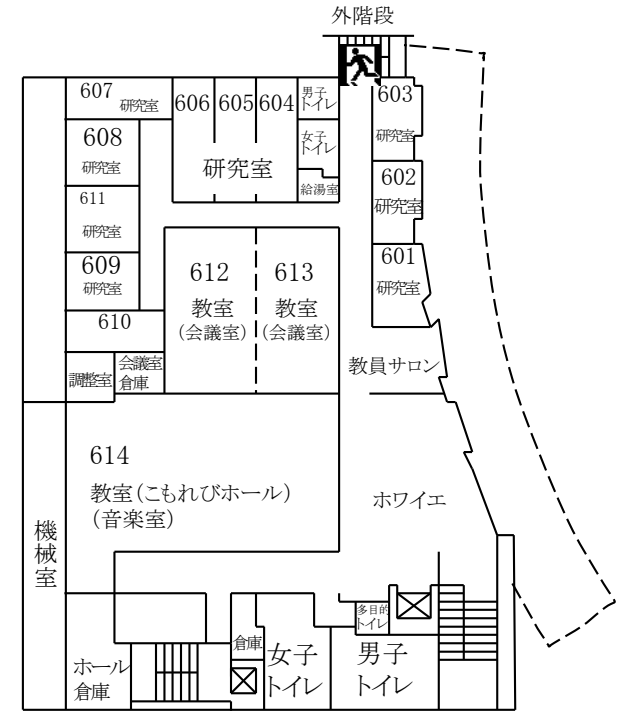 外階段
607
研究室
606
605
604
男子
トイレ
603
研究室
608
研究室
研究室
女子
トイレ
給湯室
602
研究室
611
研究室
609
研究室
612
教室
(会議室)
613
教室
(会議室)
601
研究室
610
調整室
会議室
倉庫
教員サロン
614
教室(こもれびホール)
(音楽室)
ホワイエ
機械室
多目的
トイレ
倉庫
女子
トイレ
男子
トイレ
ホール
倉庫